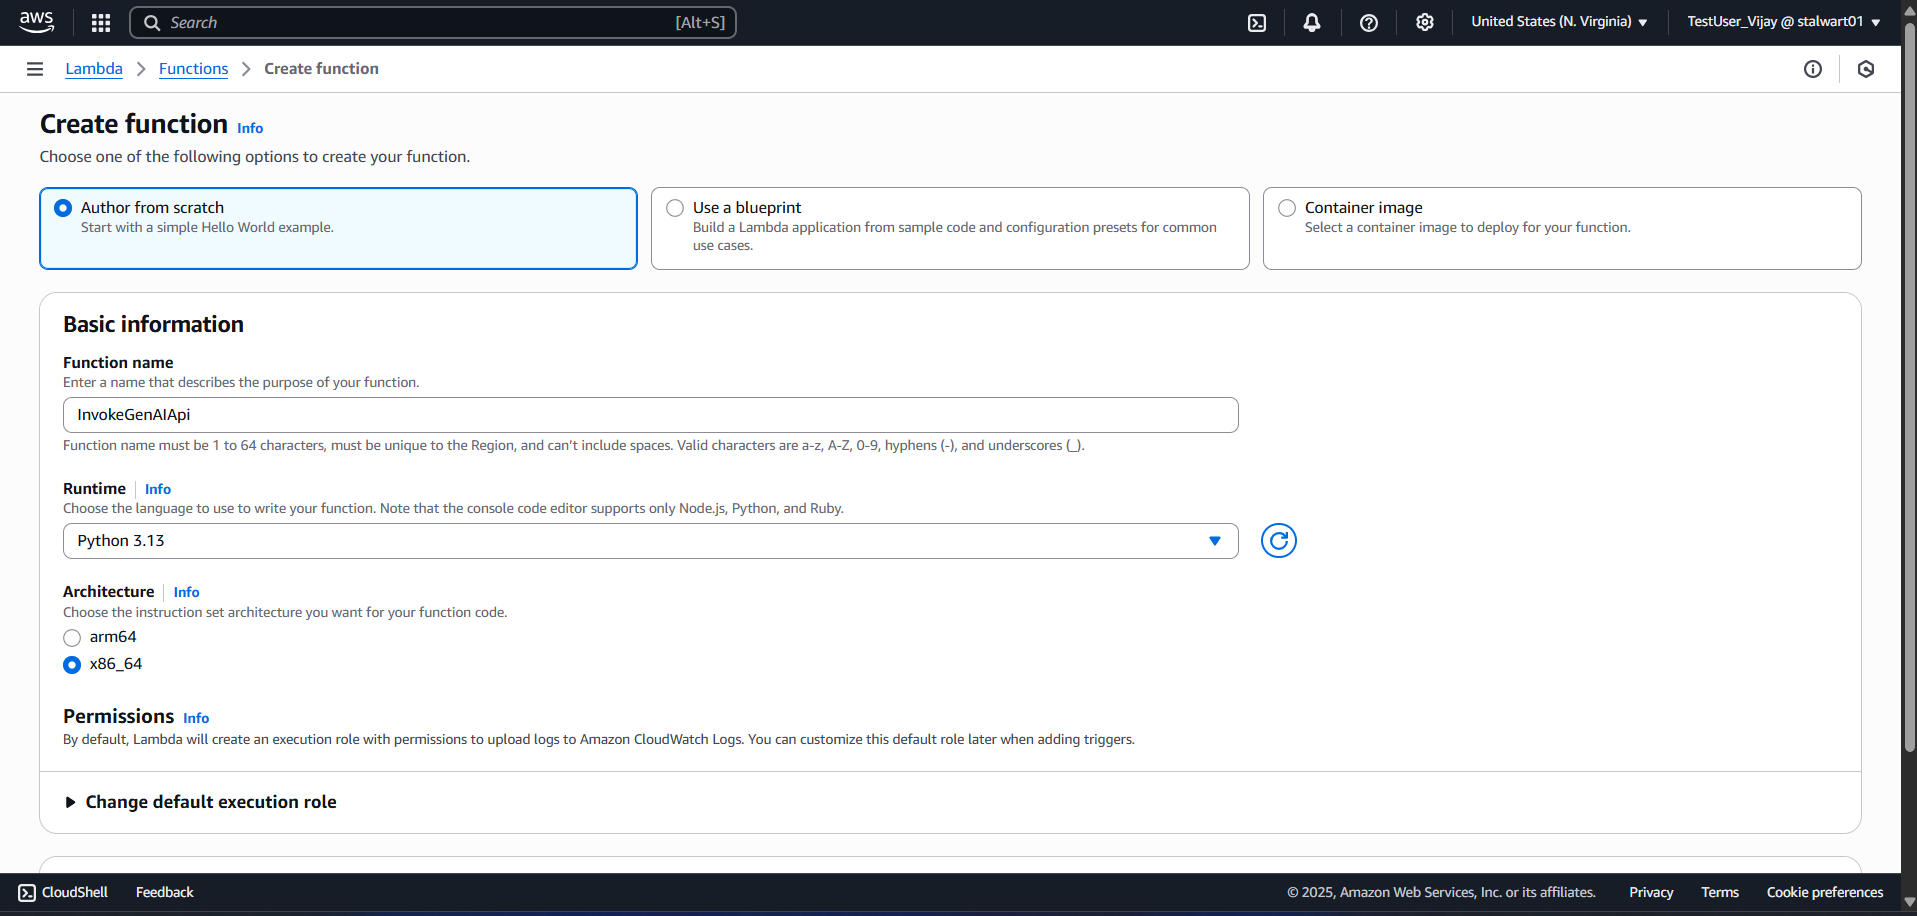 aws
Search [Alt+S]
United States (N. Virginia)
TestUser_Vijay @ stalwart01
Lambda
Functions
Create function
Create function Info
Choose one of the following options to create your function.
Author from scratch
Start with a simple Hello World example.
Use a blueprint
Build a Lambda application from sample code and configuration presets for common
use cases.
Container image
Select a container image to deploy for your function.
Basic information
Function name
Enter a name that describes the purpose of your function.
InvokeGenAIApi
Function name must be 1 to 64 characters, must be unique to the Region, and can't include spaces. Valid characters are a-z, A-Z, 0-9, hyphens (-), and underscores (_).
Runtime Info
Choose the language to use to write your function. Note that the console code editor supports only Node.js, Python, and Ruby.
Python 3.13
Architecture Info
Choose the instruction set architecture you want for your function code.
arm64
x86_64
Permissions Info
By default, Lambda will create an execution role with permissions to upload logs to Amazon CloudWatch Logs. You can customize this default role later when adding triggers.
Change default execution role
CloudShell
Feedback
© 2025, Amazon Web Services, Inc. or its affiliates.
Privacy
Terms
Cookie preferences